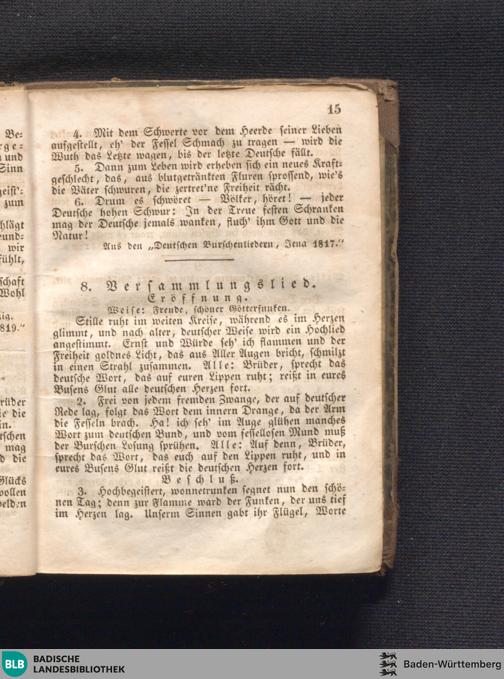 15
4. Mit dem Schwerte vor dem Heerde seiner Lieben
aufgestellt, eh' der Fessel Schmach zu tragen — wird die
Wuth das Letzte wagen, bis der letzte Deutsche fällt.
5. Dann zum Leben wird erheben sich ein neues Kraft-
geschlecht, das, aus blutgetränkten Fluren sprossend, wie's
die Väter schwuren, die zertret'ne Freiheit rächt.
6. Drum es schwöret — Völker, höret! — jeder
Deutsche hohen Schwur: In der Treue festen Schranken
mag der Deutsche jemals wanken, fluch' ihm Gott und die
Natur!
Aus den „Deutschen Burschenliedern, Jena 1817.“
8. Versammlungslied.
Eröffnung.
Weise: Freude, schöner Götterfunken.
Stille ruht im weiten Kreise, während es im Herzen
glimmt, und nach alter, deutscher Weise wird ein Hochlied
angestimmt. Ernst und Würde seh' ich flammen und der
Freiheit goldnes Licht, das aus Aller Augen bricht, schmilzt
in einen Strahl zusammen. Alle: Brüder, sprecht das
deutsche Wort, das auf euren Lippen ruht; reißt in eures
Busens Glut alle deutschen Herzen fort.
2. Frei von jedem fremden Zwange, der auf deutscher
Rede lag, folgt das Wort dem innern Drange, da der Arm
die Fesseln brach. Ha! ich seh' im Auge glühen manches
Wort zum deutschen Bund, und vom fessellosen Mund muß
der Burschen Losung sprühen. Alle: Auf denn, Brüder,
sprecht das Wort, das euch auf den Lippen ruht, und in
eures Busens Glut reißt die deutschen Herzen fort.
Beschluß.
3. Hochbegeistert, wonnetrunken segnet nun den schö-
nen Tag; denn zur Flamme ward der Funken, der uns tief
im Herzen lag. Unserm Sinnen gabt ihr Flügel, Worte
BLB BADISCHE
LANDESBIBLIOTHEK
Baden-Württemberg